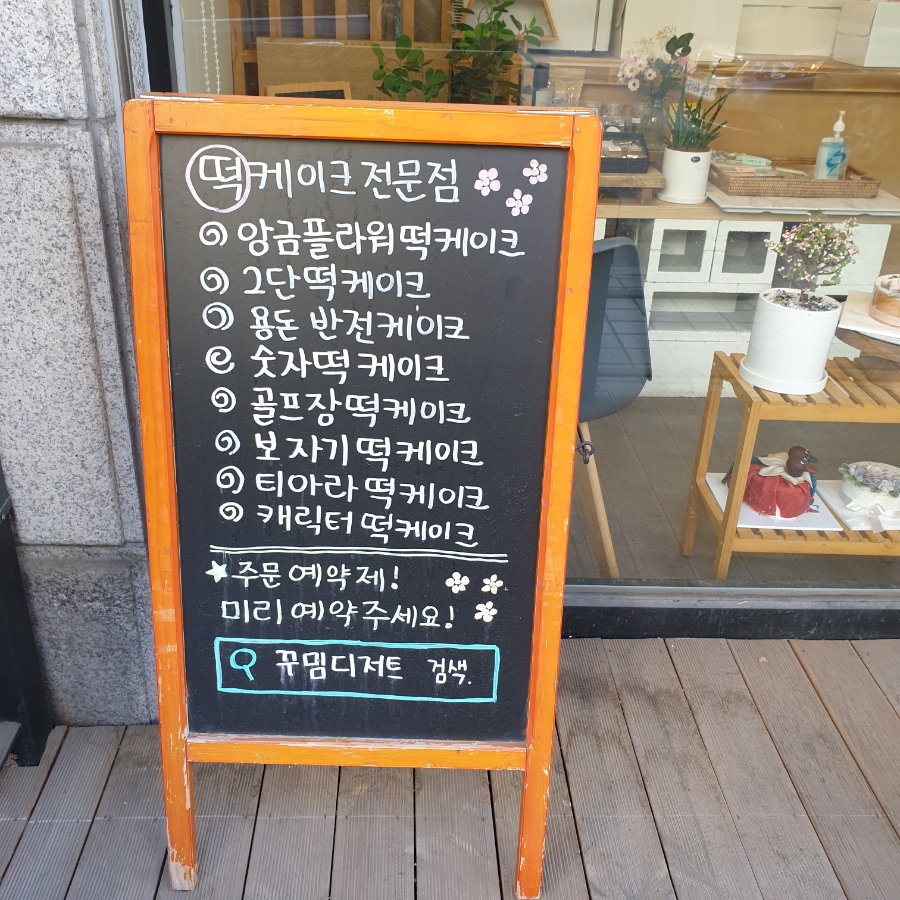 떡케이크 전문점
앙금플라워떡케이크
2단떡케이크
용돈 반전케이크
숫자떡 케이크
골프장떡케이크
보자기떡케이크
티아라떡케이크
캐릭터떡케이크
주문예약제!
미리예약주세요!
꾸밈디저트 검색.